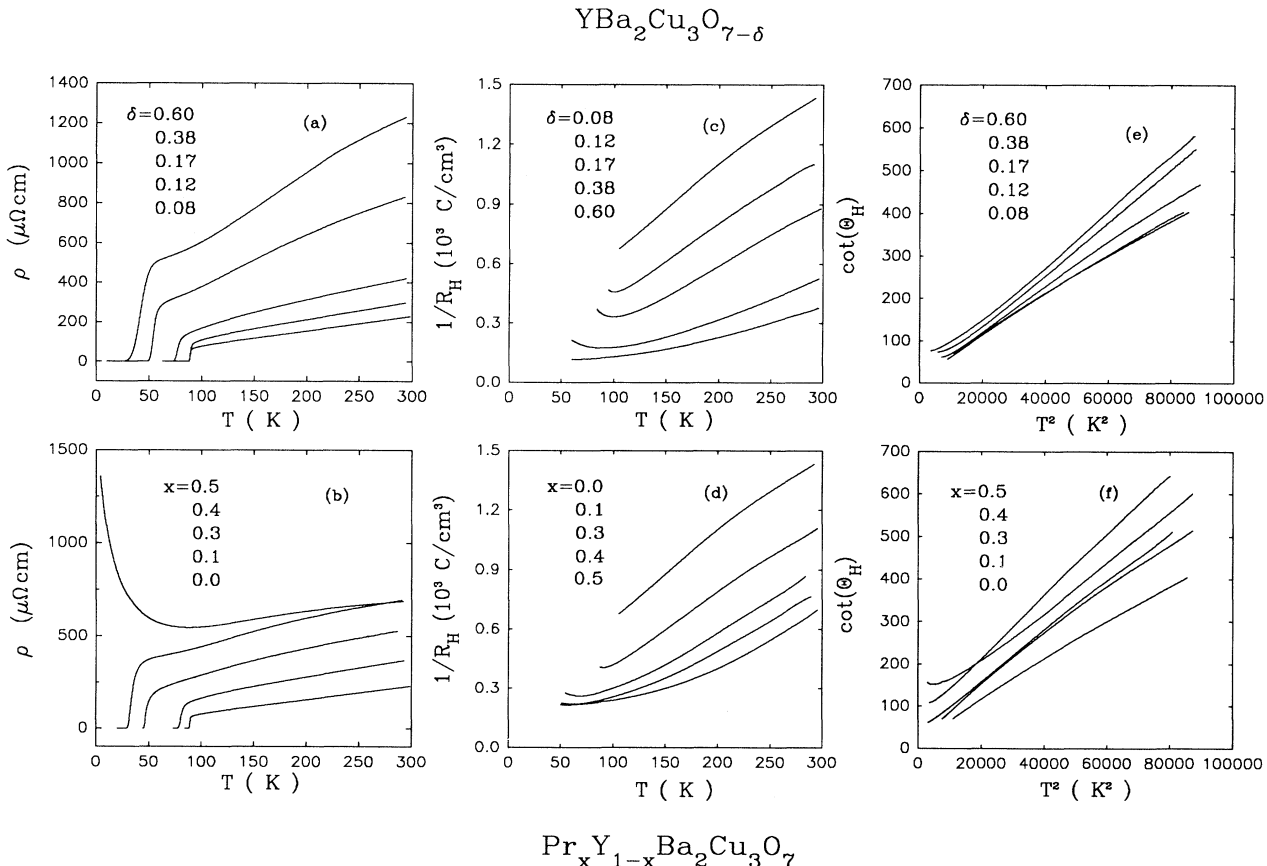 YBa₂Cu₃O₇₋δ
1400
1200
1000
800
600
400
200
0
ρ (μΩcm)
δ=0.60
0.38
0.17
0.12
0.08
(a)
0 50 100 150 200 250 300
T ( K )
1.5
1.2
0.9
0.6
0.3
0.0
1/R_H (10³ C/cm³)
δ=0.08
0.12
0.17
0.38
0.60
(c)
0 50 100 150 200 250 300
T ( K )
700
600
500
400
300
200
100
0
cot(Θ_H)
δ=0.60
0.38
0.17
0.12
0.08
(e)
0 20000 40000 60000 80000 100000
T² ( K² )
1500
1000
500
0
ρ (μΩcm)
x=0.5
0.4
0.3
0.1
0.0
(b)
0 50 100 150 200 250 300
T ( K )
1.5
1.2
0.9
0.6
0.3
0.0
1/R_H (10³ C/cm³)
x=0.0
0.1
0.3
0.4
0.5
(d)
0 50 100 150 200 250 300
T ( K )
700
600
500
400
300
200
100
0
cot(Θ_H)
x=0.5
0.4
0.3
0.1
0.0
(f)
0 20000 40000 60000 80000 100000
T² ( K² )
PrₓY₁₋ₓBa₂Cu₃O₇